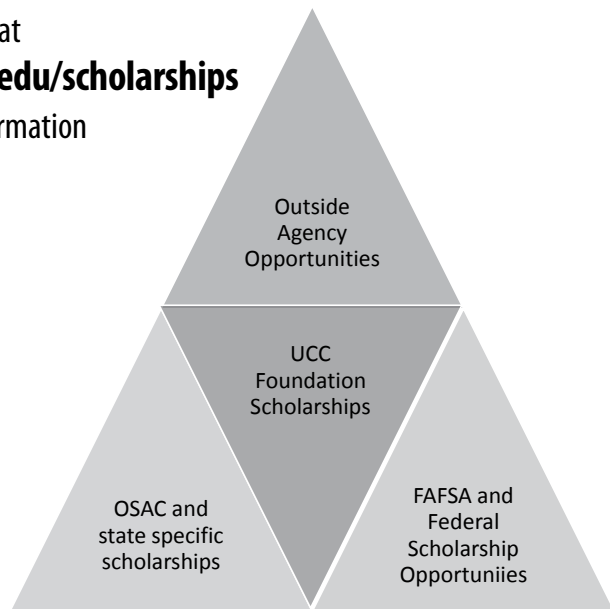 at
edu/scholarships
rmation
Outside
Agency
Opportunities
UCC
Foundation
Scholarships
OSAC and
state specific
scholarships
FAFSA and
Federal
Scholarship
Opportuniies